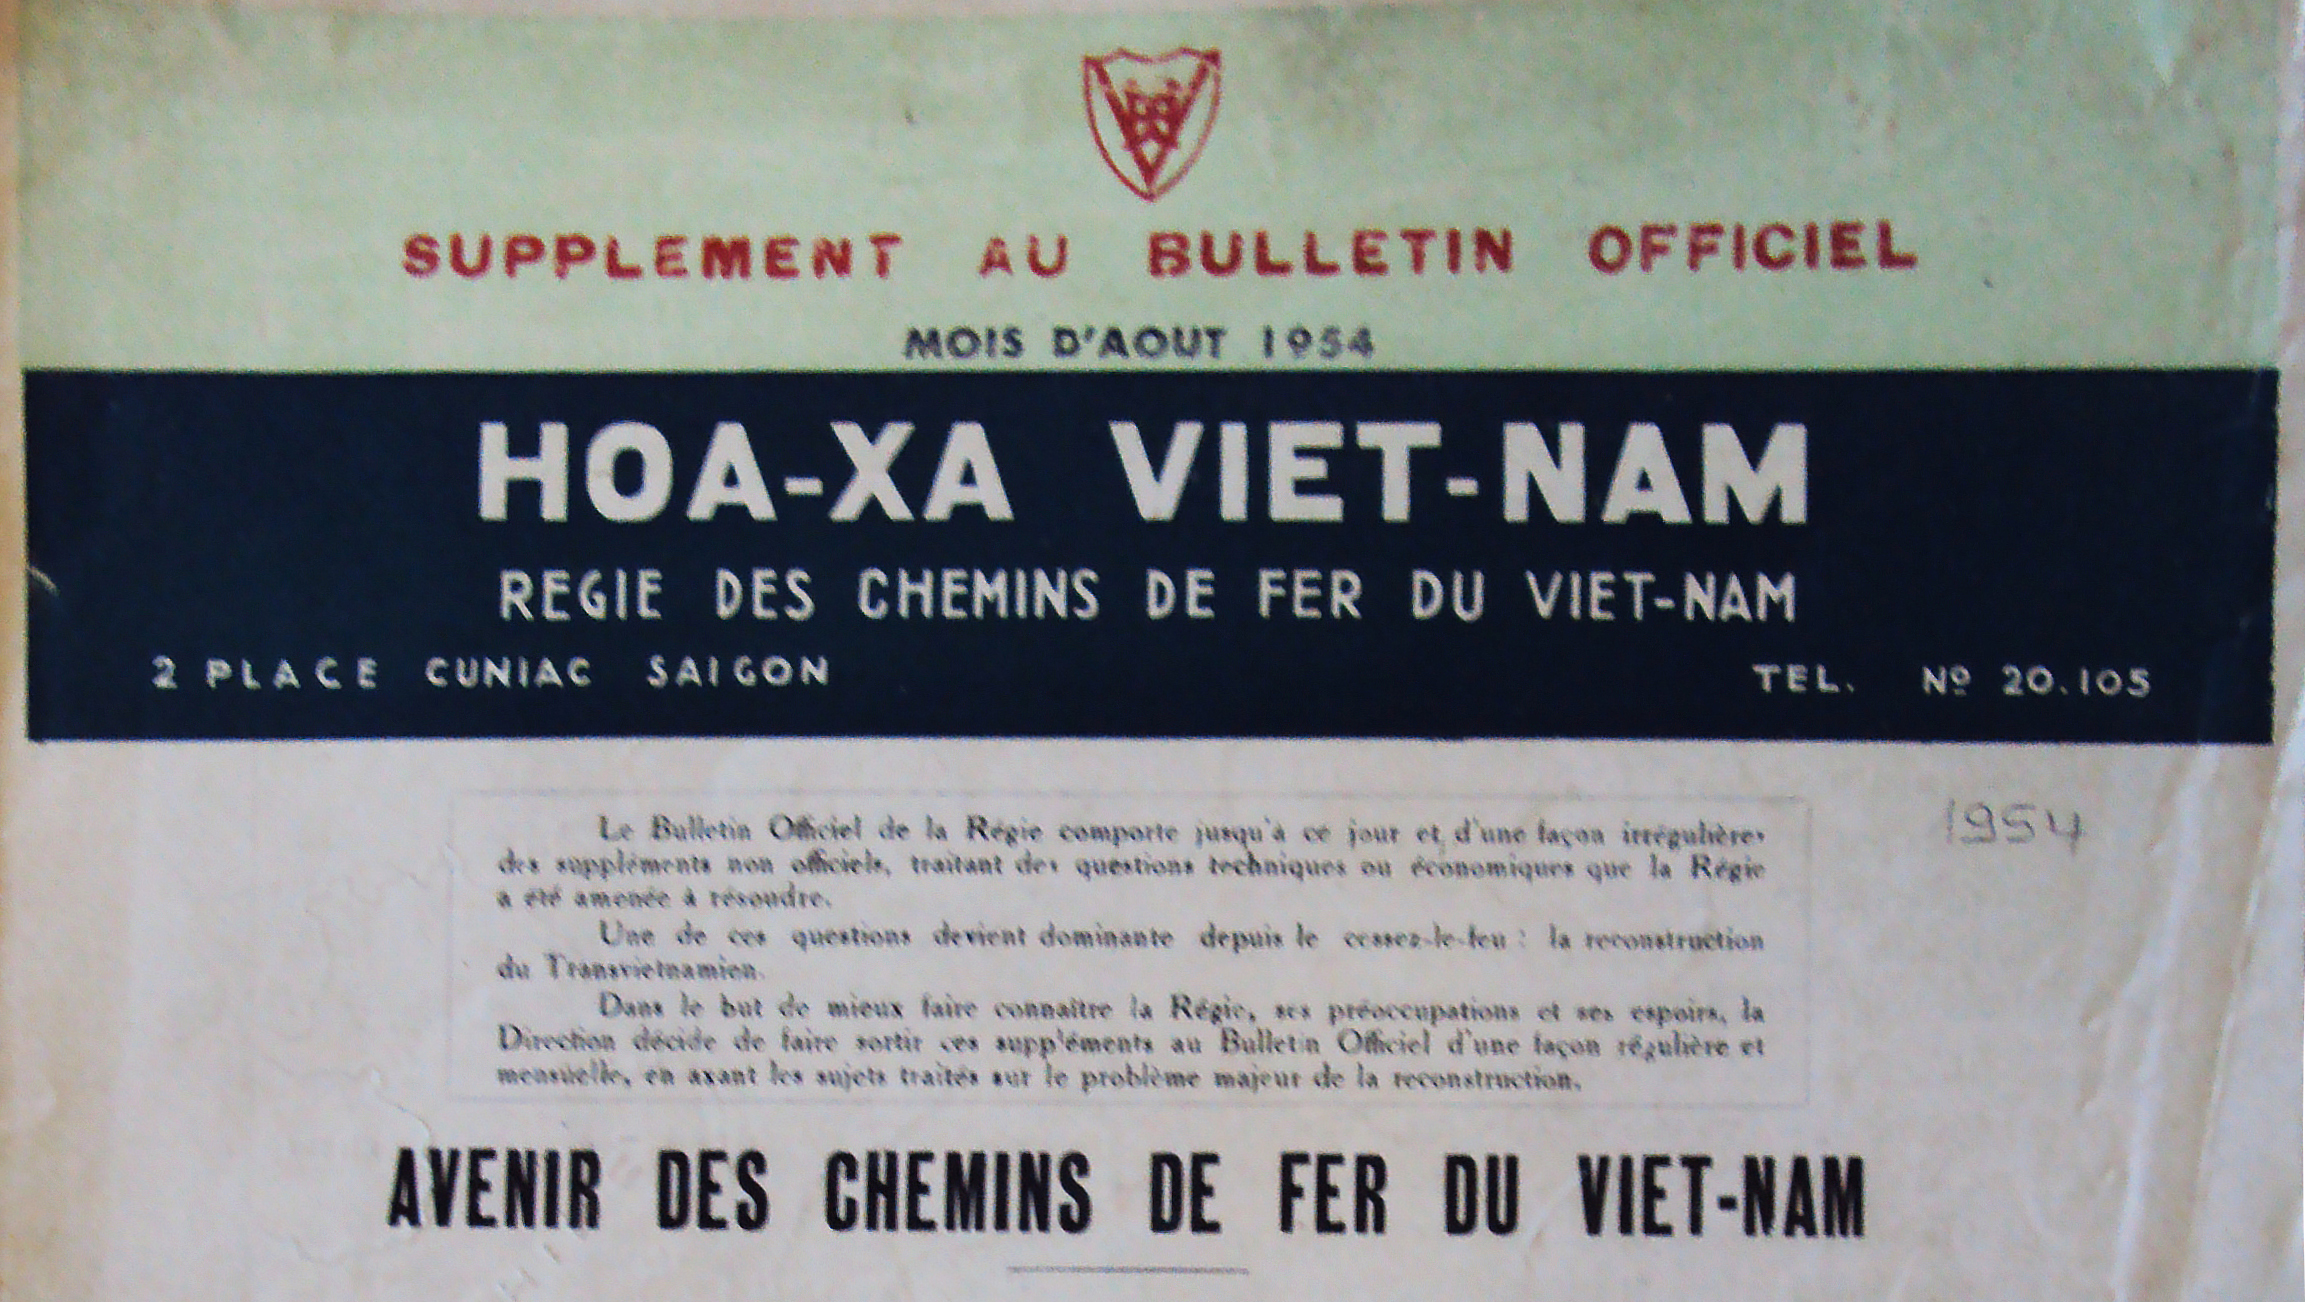 SUPPLEMENT AU BULLETIN OFFICIEL
MOIS D'AOUT 1954
HOA-XA VIET-NAM
REGIE DES CHEMINS DE FER DU VIET-NAM
2 PLACE CUNIAC SAIGON TEL. Nº 20.105
1954
Le Bulletin Officiel de la Régie comporte jusqu'à ce jour et, d'une façon irrégulière,
des suppléments non officiels, traitant des questions techniques ou économiques que la Régie
a été amenée à résoudre.
Une de ces questions devient dominante depuis le cessez-le-feu : la reconstruction
du Transvietnamien.
Dans le but de mieux faire connaître la Régie, ses préoccupations et ses espoirs, la
Direction décide de faire sortir ces suppléments au Bulletin Officiel d'une façon régulière et
mensuelle, en axant les sujets traités sur le problème majeur de la reconstruction.
AVENIR DES CHEMINS DE FER DU VIET-NAM